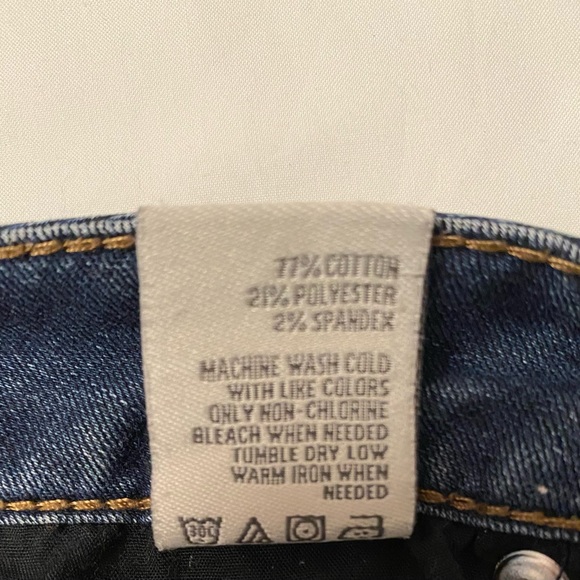 77% COTTON
21% POLYESTER
2% SPANDEX
MACHINE WASH COLD
WITH LIKE COLORS
ONLY NON-CHLORINE
BLEACH WHEN NEEDED
TUMBLE DRY LOW
WARM IRON WHEN
NEEDED